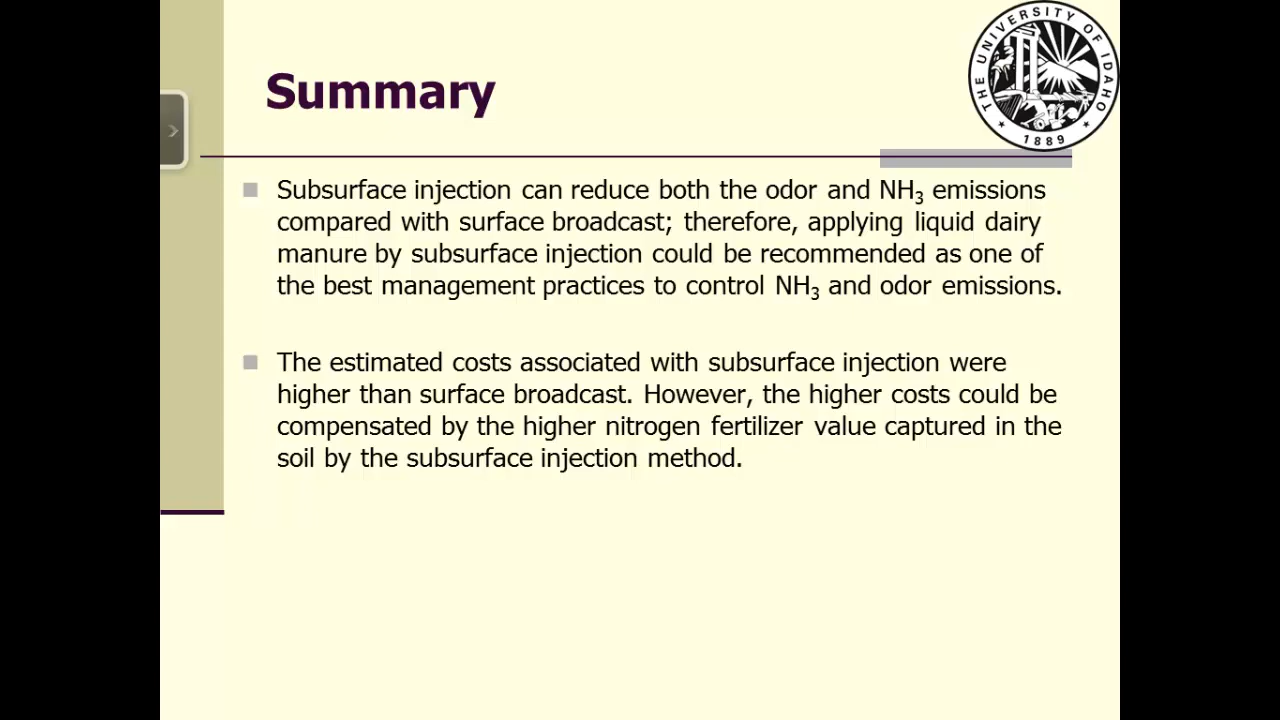 Summary
THE UNIVERSITY OF IDAHO
1889
Subsurface injection can reduce both the odor and NH₃ emissions
compared with surface broadcast; therefore, applying liquid dairy
manure by subsurface injection could be recommended as one of
the best management practices to control NH₃ and odor emissions.
The estimated costs associated with subsurface injection were
higher than surface broadcast. However, the higher costs could be
compensated by the higher nitrogen fertilizer value captured in the
soil by the subsurface injection method.